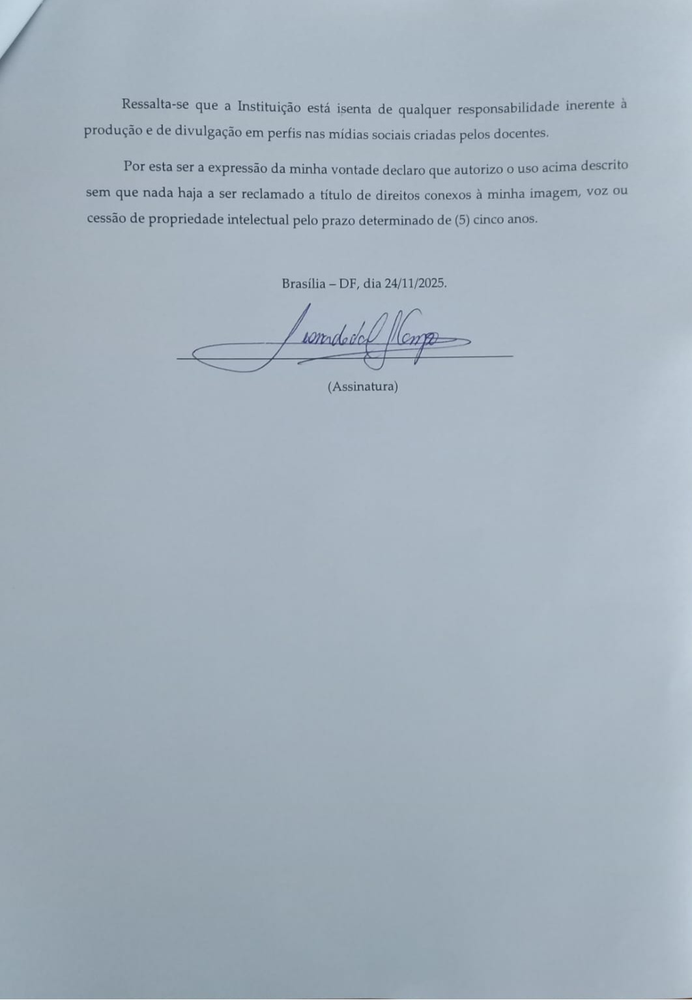 Ressalta-se que a Instituição está isenta de qualquer responsabilidade inerente à
produção e de divulgação em perfis nas mídias sociais criadas pelos docentes.
Por esta ser a expressão da minha vontade declaro que autorizo o uso acima descrito
sem que nada haja a ser reclamado a título de direitos conexos à minha imagem, voz ou
cessão de propriedade intelectual pelo prazo determinado de (5) cinco anos.
Brasília – DF, dia 24/11/2025.
(Assinatura)